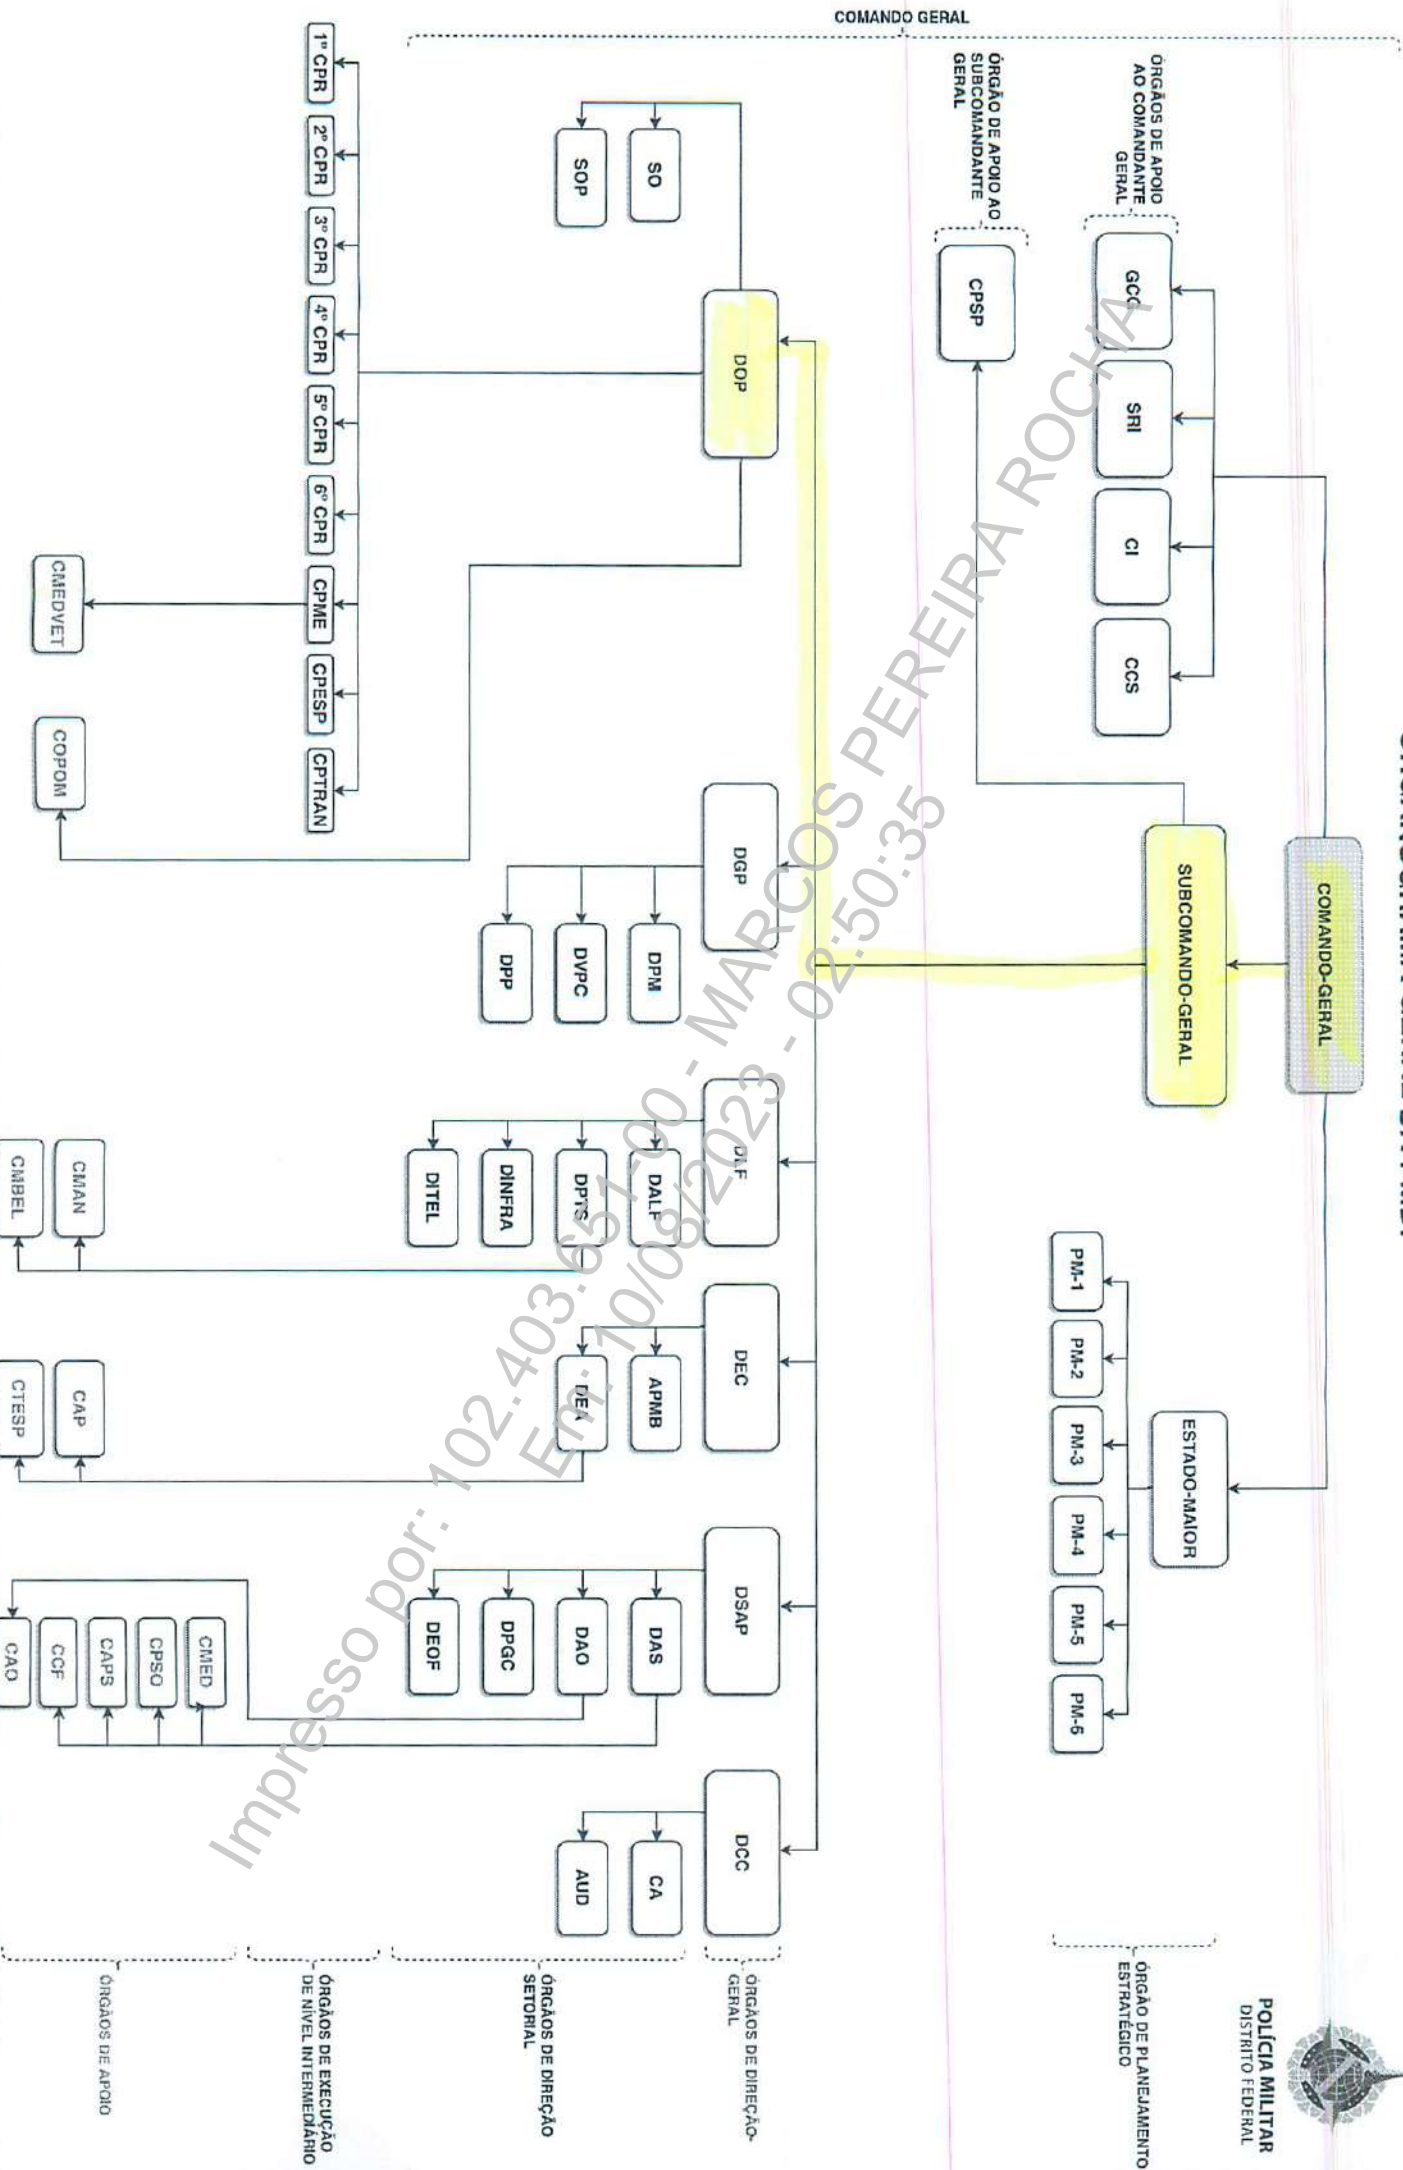 POLÍCIA MILITAR
DISTRITO FEDERAL
COMANDO-GERAL
SUBCOMANDO-GERAL
ESTADO-MAIOR
COMANDO GERAL
ÓRGÃOS DE APOIO
AO COMANDANTE
GERAL
GCG
SRI
CI
CCS
PM-1
PM-2
PM-3
PM-4
PM-5
PM-6
ÓRGÃO DE PLANEJAMENTO
ESTRATÉGICO
ÓRGÃO DE APOIO AO
SUBCOMANDANTE
GERAL
CPSP
DOP
DGP
DLF
DEC
DSAP
DCC
ÓRGÃOS DE DIREÇÃO-
GERAL
SO
SOP
DPM
DVPC
DPP
DALF
DPTS
DINFRA
DITEL
APMB
DEA
DAS
DAO
DPGC
DEOF
CA
AUD
ÓRGÃOS DE DIREÇÃO
SETORIAL
1º CPR
2º CPR
3º CPR
4º CPR
5º CPR
6º CPR
CPME
CPESP
CPTRAN
ÓRGÃOS DE EXECUÇÃO
DE NÍVEL INTERMEDIÁRIO
CMEDVET
COPOM
CMAN
CMBEL
CAP
CTESP
CMED
CPSO
CAPS
CCF
CAO
ÓRGÃOS DE APOIO
Impresso por: 102.403.651-00 - MARCOS PEREIRA ROCHA
Em: 10/08/2023 - 02:50:35